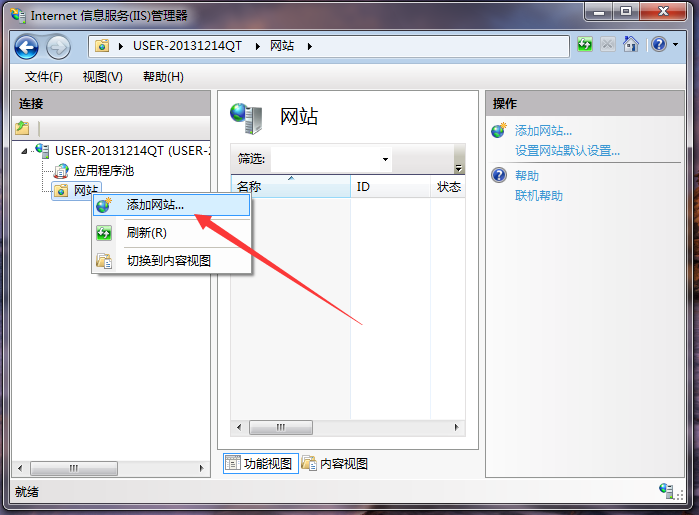 Internet 信息服务(IIS)管理器
USER-20131214QT 网站
文件(F) 视图(V) 帮助(H)
连接
USER-20131214QT (USER-2
应用程序池
网站
添加网站...
刷新(R)
切换到内容视图
网站
筛选:
名称 ID 状态
功能视图 内容视图
操作
添加网站...
设置网站默认设置...
帮助
联机帮助
就绪